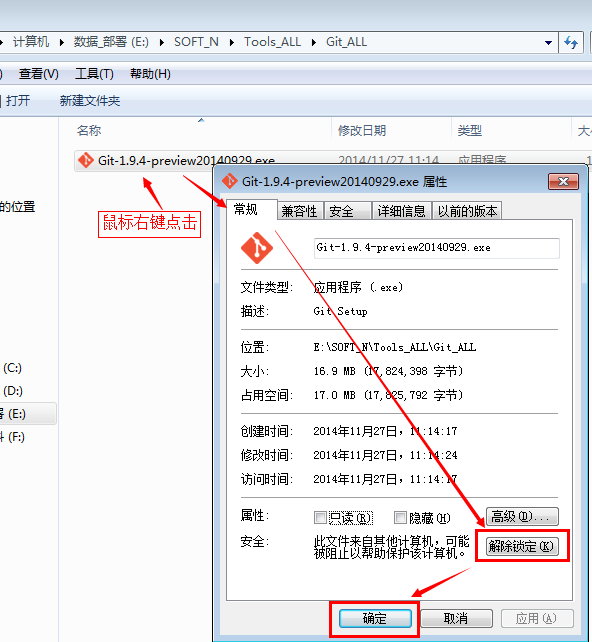 计算机 数据_部署 (E:) SOFT_N Tools_ALL Git_ALL
查看(V) 工具(T) 帮助(H)
打开 新建文件夹
名称 修改日期 类型
Git-1.9.4-preview20140929.exe 2014/11/27 11:14 应用程序
的位置
鼠标右键点击
(C:)
(D:)
(E:)
(F:)
Git-1.9.4-preview20140929.exe 属性
常规 兼容性 安全 详细信息 以前的版本
Git-1.9.4-preview20140929.exe
文件类型: 应用程序 (.exe)
描述: Git Setup
位置: E:\SOFT_N\Tools_ALL\Git_ALL
大小: 16.9 MB (17,824,398 字节)
占用空间: 17.0 MB (17,825,792 字节)
创建时间: 2014年11月27日，11:14:17
修改时间: 2014年11月27日，11:14:24
访问时间: 2014年11月27日，11:14:17
属性: 只读(R) 隐藏(H) 高级(D)...
安全: 此文件来自其他计算机，可能
被阻止以帮助保护该计算机。
解除锁定(K)
确定 取消 应用(A)